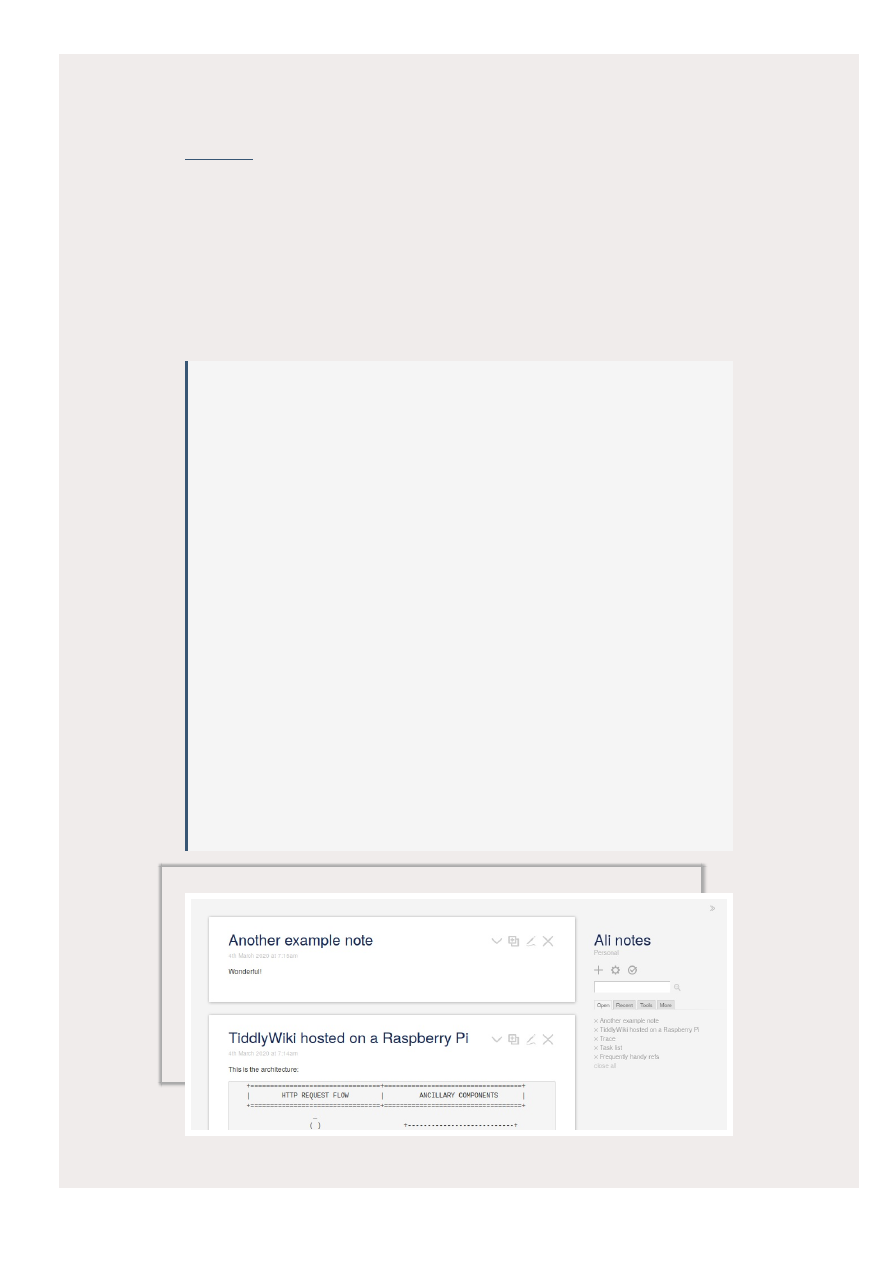 Another example note
4th March 2020 at 7:15am
Wonderful!
TiddlyWiki hosted on a Raspberry Pi
4th March 2020 at 7:14am
This is the architecture:
+=================================+===================================+
| HTTP REQUEST FLOW | ANCILLARY COMPONENTS |
+=================================+===================================+
_
( ) +---------------------------+
»
Ali notes
Personal
Open Recent Tools More
× Another example note
× TiddlyWiki hosted on a Raspberry Pi
× Trace
× Task list
× Frequently handy refs
close all